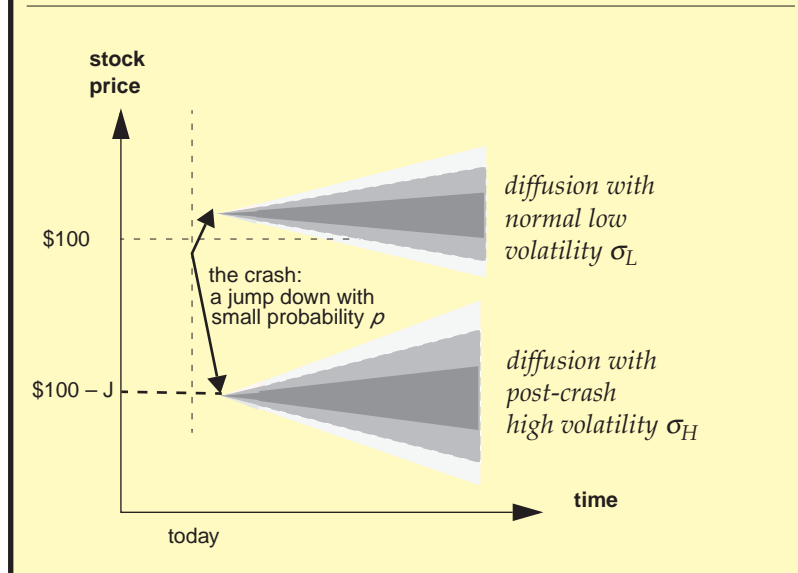 stock
price
diffusion with
normal low
volatility σL
$100
the crash:
a jump down with
small probability p
diffusion with
post-crash
high volatility σH
$100 – J
time
today